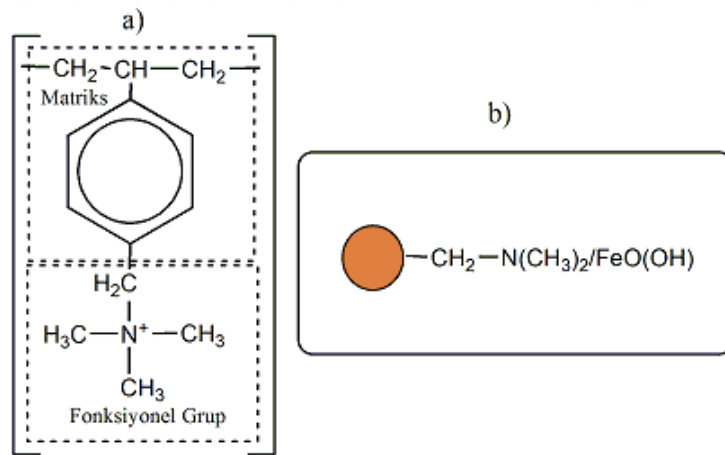 a)
—CH₂—CH—CH₂—
Matriks
H₂C
H₃C—N⁺—CH₃
CH₃
Fonksiyonel Grup
b)
—CH₂—N(CH₃)₂/FeO(OH)